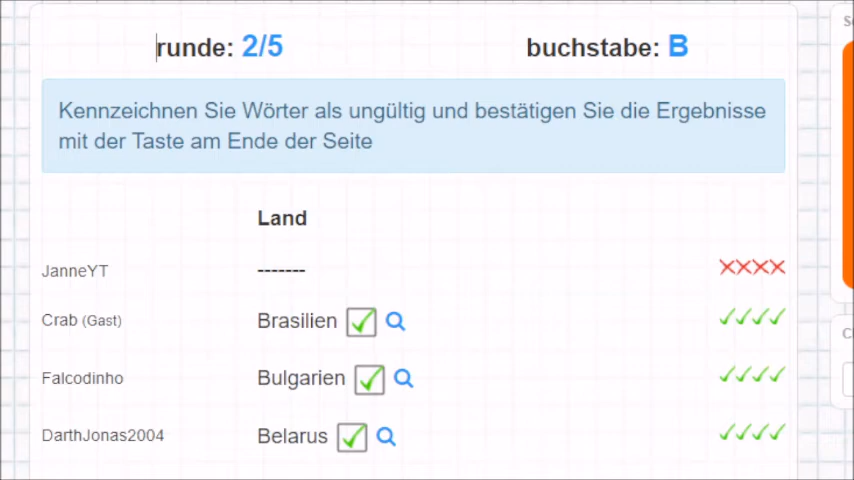 runde: 2/5 buchstabe: B
Kennzeichnen Sie Wörter als ungültig und bestätigen Sie die Ergebnisse
mit der Taste am Ende der Seite
Land
JanneYT -------
Crab (Gast) Brasilien
Falcodinho Bulgarien
DarthJonas2004 Belarus